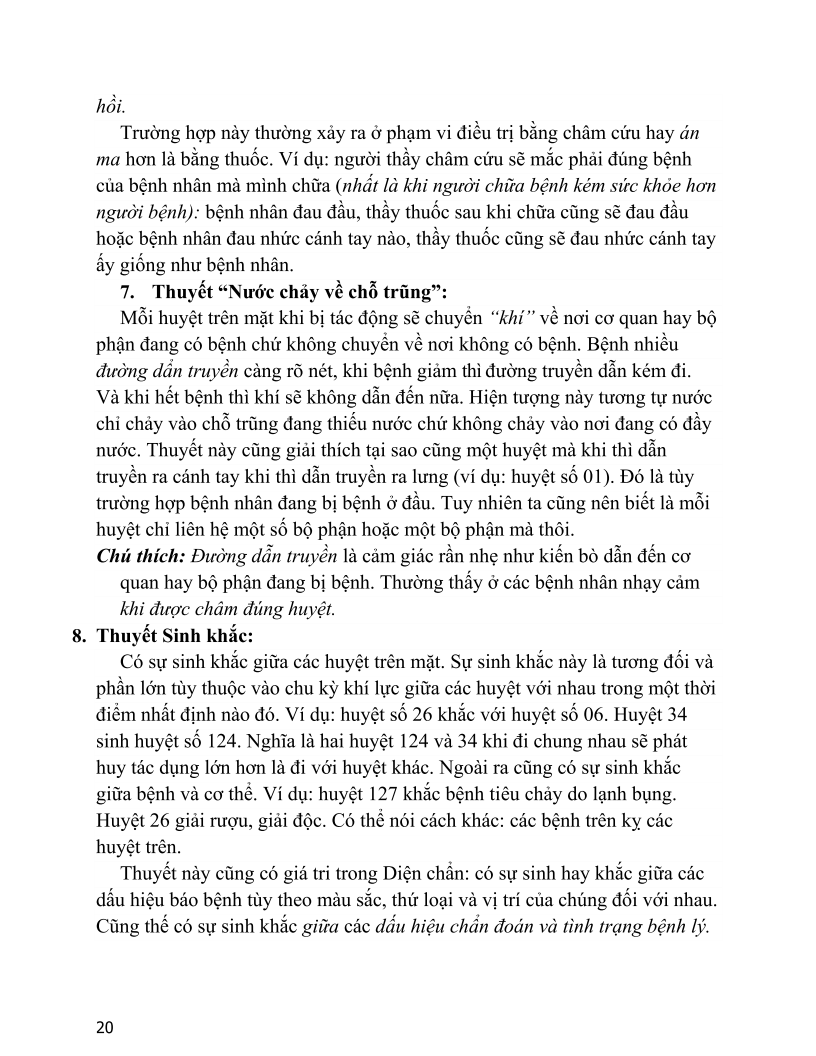 hồi.
Trường hợp này thường xảy ra ở phạm vi điều trị bằng châm cứu hay án
ma hơn là bằng thuốc. Ví dụ: người thầy châm cứu sẽ mắc phải đúng bệnh
của bệnh nhân mà mình chữa (nhất là khi người chữa bệnh kém sức khỏe hơn
người bệnh): bệnh nhân đau đầu, thầy thuốc sau khi chữa cũng sẽ đau đầu
hoặc bệnh nhân đau nhức cánh tay nào, thầy thuốc cũng sẽ đau nhức cánh tay
ấy giống như bệnh nhân.
7. Thuyết “Nước chảy về chỗ trũng”:
Mỗi huyệt trên mặt khi bị tác động sẽ chuyển “khí” về nơi cơ quan hay bộ
phận đang có bệnh chứ không chuyển về nơi không có bệnh. Bệnh nhiều
đường dẩn truyền càng rõ nét, khi bệnh giảm thì đường truyền dẫn kém đi.
Và khi hết bệnh thì khí sẽ không dẫn đến nữa. Hiện tượng này tương tự nước
chỉ chảy vào chỗ trũng đang thiếu nước chứ không chảy vào nơi đang có đầy
nước. Thuyết này cũng giải thích tại sao cũng một huyệt mà khi thì dẫn
truyền ra cánh tay khi thì dẫn truyền ra lưng (ví dụ: huyệt số 01). Đó là tùy
trường hợp bệnh nhân đang bị bệnh ở đầu. Tuy nhiên ta cũng nên biết là mỗi
huyệt chỉ liên hệ một số bộ phận hoặc một bộ phận mà thôi.
Chú thích: Đường dẫn truyền là cảm giác rần nhẹ như kiến bò dẫn đến cơ
quan hay bộ phận đang bị bệnh. Thường thấy ở các bệnh nhân nhạy cảm
khi được châm đúng huyệt.
8. Thuyết Sinh khắc:
Có sự sinh khắc giữa các huyệt trên mặt. Sự sinh khắc này là tương đối và
phần lớn tùy thuộc vào chu kỳ khí lực giữa các huyệt với nhau trong một thời
điểm nhất định nào đó. Ví dụ: huyệt số 26 khắc với huyệt số 06. Huyệt 34
sinh huyệt số 124. Nghĩa là hai huyệt 124 và 34 khi đi chung nhau sẽ phát
huy tác dụng lớn hơn là đi với huyệt khác. Ngoài ra cũng có sự sinh khắc
giữa bệnh và cơ thể. Ví dụ: huyệt 127 khắc bệnh tiêu chảy do lạnh bụng.
Huyệt 26 giải rượu, giải độc. Có thể nói cách khác: các bệnh trên kỵ các
huyệt trên.
Thuyết này cũng có giá tri trong Diện chẩn: có sự sinh hay khắc giữa các
dấu hiệu báo bệnh tùy theo màu sắc, thứ loại và vị trí của chúng đối với nhau.
Cũng thế có sự sinh khắc giữa các dấu hiệu chẩn đoán và tình trạng bệnh lý.
20